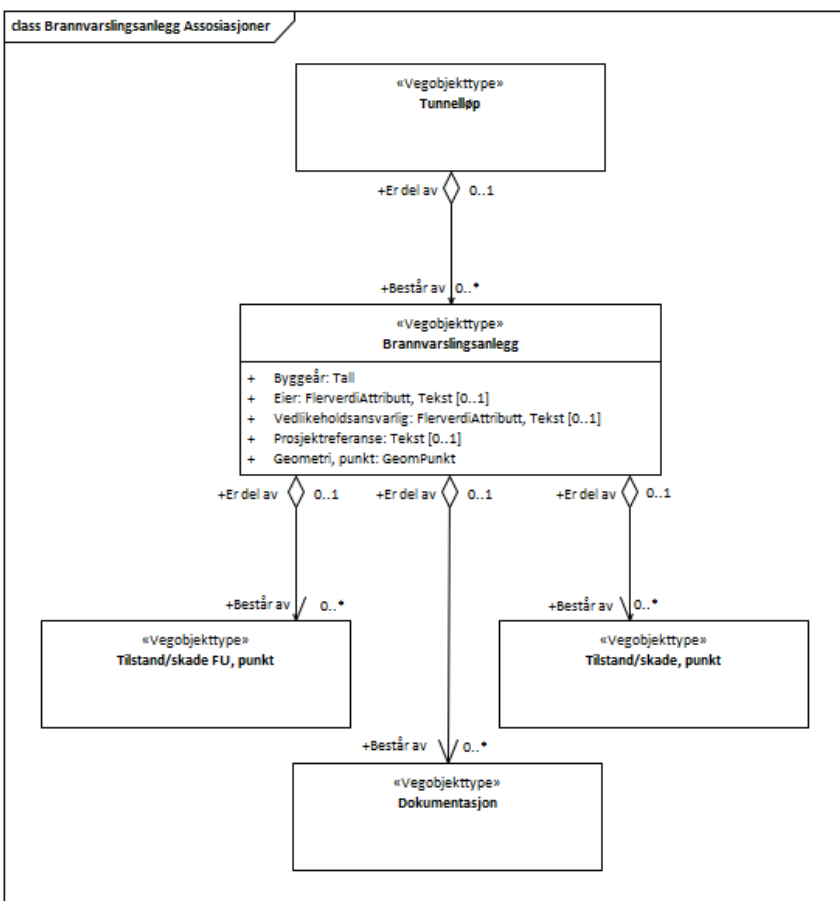 class Brannvarslingsanlegg Assosiasjoner
«Vegobjekttype»
Tunnelløp
+Er del av 0..1
+Består av 0..*
«Vegobjekttype»
Brannvarslingsanlegg
+ Byggeår: Tall
+ Eier: FlerverdiAttributt, Tekst [0..1]
+ Vedlikeholdsansvarlig: FlerverdiAttributt, Tekst [0..1]
+ Prosjektreferanse: Tekst [0..1]
+ Geometri, punkt: GeomPunkt
+Er del av 0..1 +Er del av 0..1 +Er del av 0..1
+Består av 0..* +Består av 0..*
«Vegobjekttype»
Tilstand/skade FU, punkt
«Vegobjekttype»
Tilstand/skade, punkt
+Består av 0..*
«Vegobjekttype»
Dokumentasjon